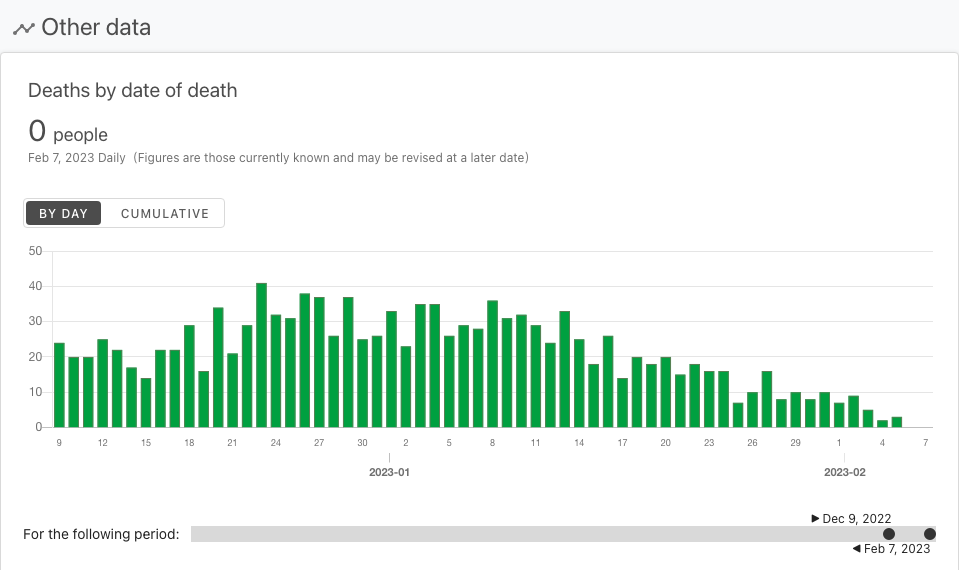 Other data
Deaths by date of death
0 people
Feb 7, 2023 Daily (Figures are those currently known and may be revised at a later date)
BY DAY CUMULATIVE
50
40
30
20
10
0
9 12 15 18 21 24 27 30 2 5 8 11 14 17 20 23 26 29 1 4 7
2023-01 2023-02
▶ Dec 9, 2022
For the following period:
◀ Feb 7, 2023